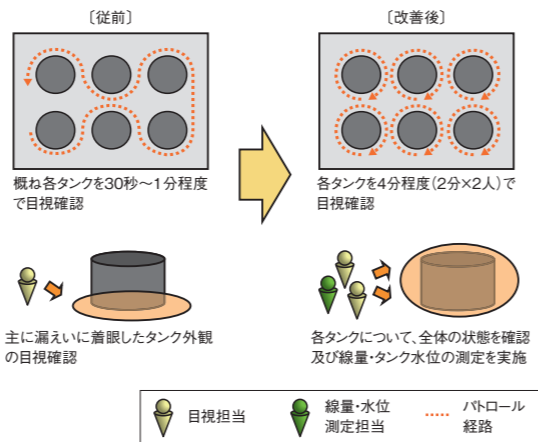 〔従前〕
〔改善後〕
概ね各タンクを30秒～1分程度
で目視確認
各タンクを4分程度(2分×2人)で
目視確認
主に漏えいに着眼したタンク外観
の目視確認
各タンクについて、全体の状態を確認
及び線量・タンク水位の測定を実施
目視担当
線量・水位
測定担当
パトロール
経路